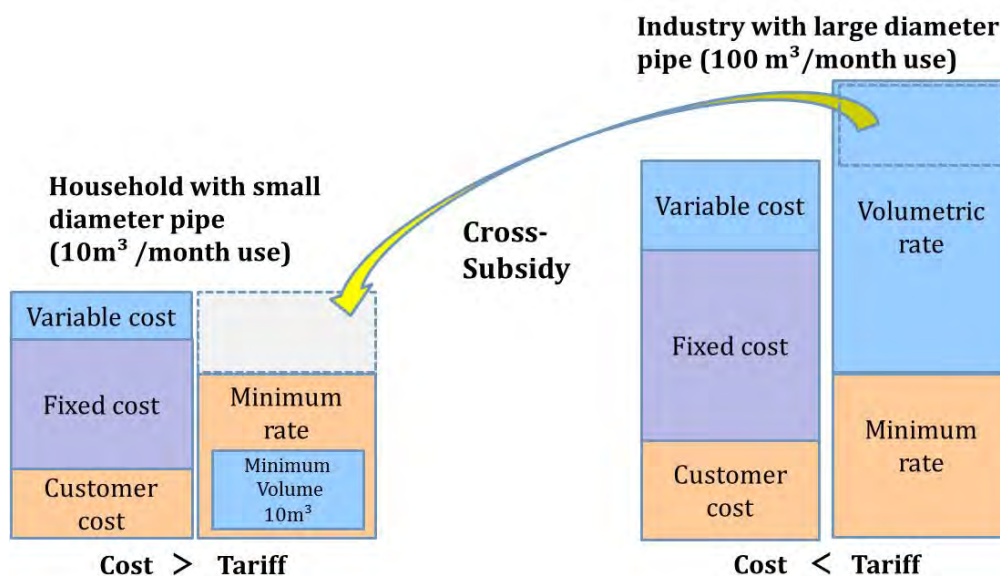 Industry with large diameter
pipe (100 m³/month use)
Household with small
diameter pipe
(10m³ /month use)
Cross-
Subsidy
Variable cost
Fixed cost
Customer
cost
Minimum
rate
Minimum
Volume
10m³
Cost > Tariff
Variable cost
Fixed cost
Customer
cost
Volumetric
rate
Minimum
rate
Cost < Tariff